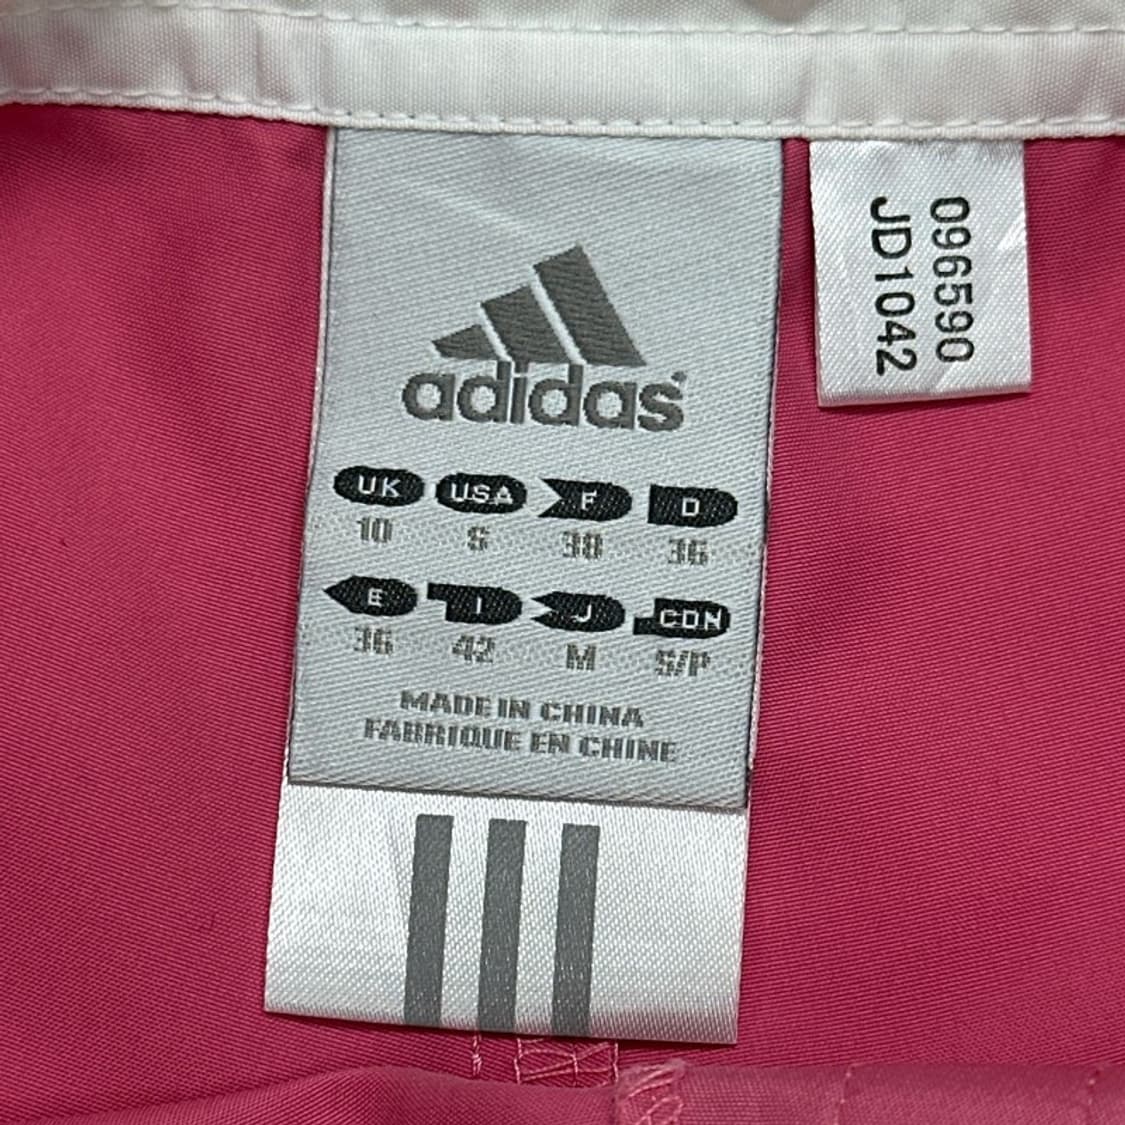 adidas
UK USA F D
10 S 38 36
E I J CDN
36 42 M S/P
MADE IN CHINA
FABRIQUE EN CHINE
096590
JD1042